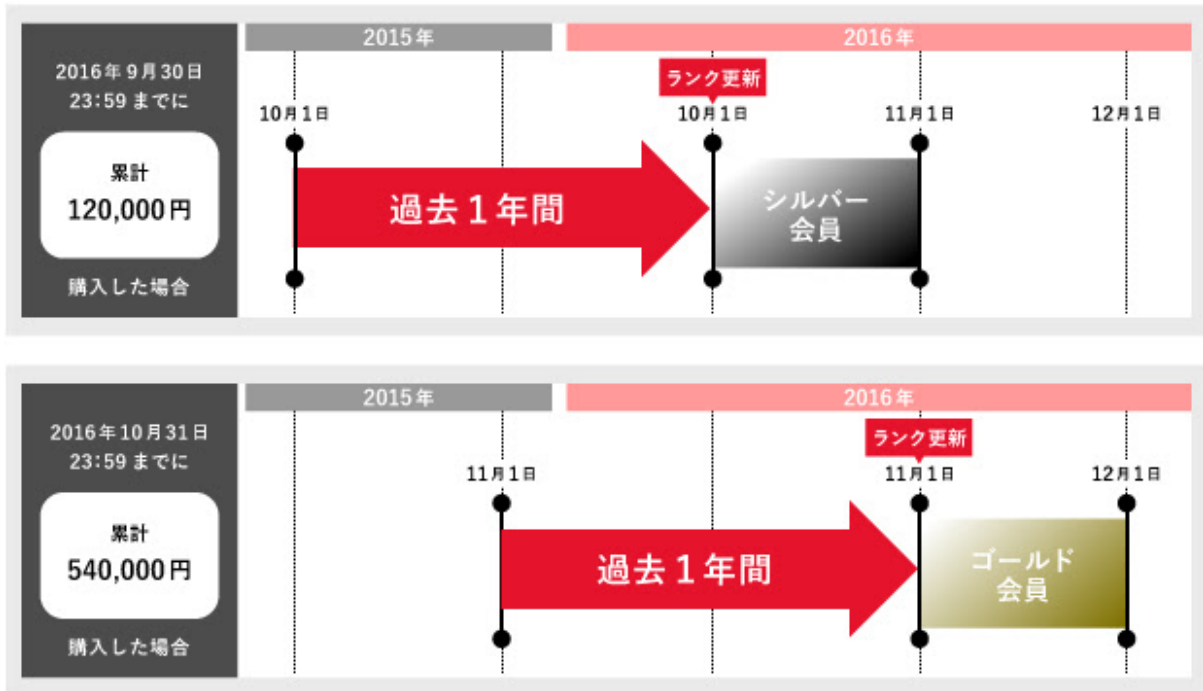 2015年
2016年
2016年9月30日
23:59までに
累計
120,000円
購入した場合
ランク更新
10月1日
10月1日
11月1日
12月1日
過去1年間
シルバー
会員
2015年
2016年
2016年10月31日
23:59までに
累計
540,000円
購入した場合
ランク更新
11月1日
11月1日
12月1日
過去1年間
ゴールド
会員